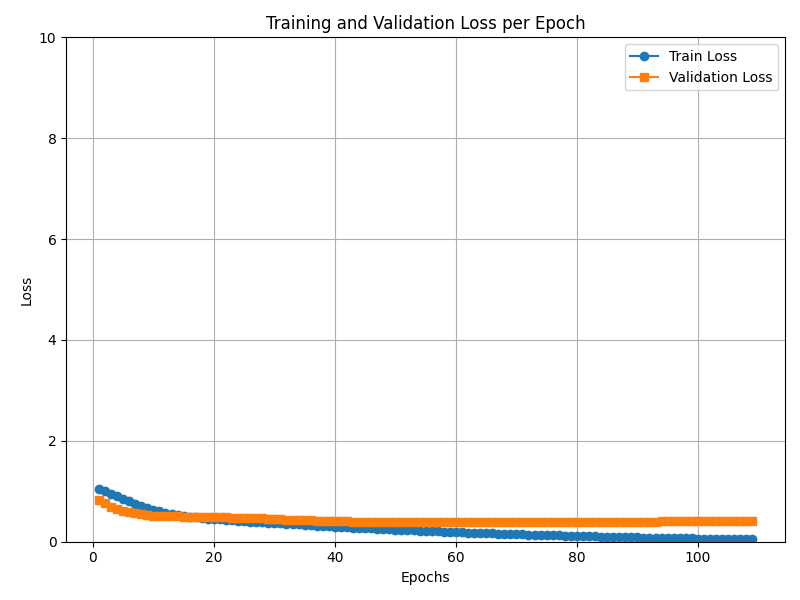 Training and Validation Loss per Epoch
10
8
6
4
2
0
Loss
Train Loss
Validation Loss
0 20 40 60 80 100
Epochs